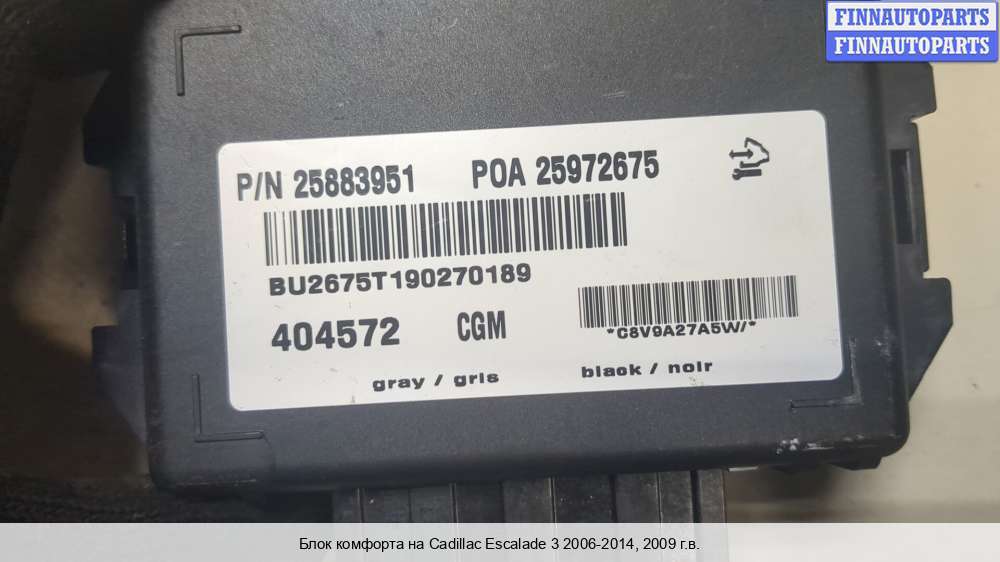 FINNAUTOPARTS
FINNAUTOPARTS
P/N 25883951 POA 25972675
BU2675T190270189
404572 CGM
*C8V9A27A5W/*
gray / gris black / noir
Блок комфорта на Cadillac Escalade 3 2006-2014, 2009 г.в.